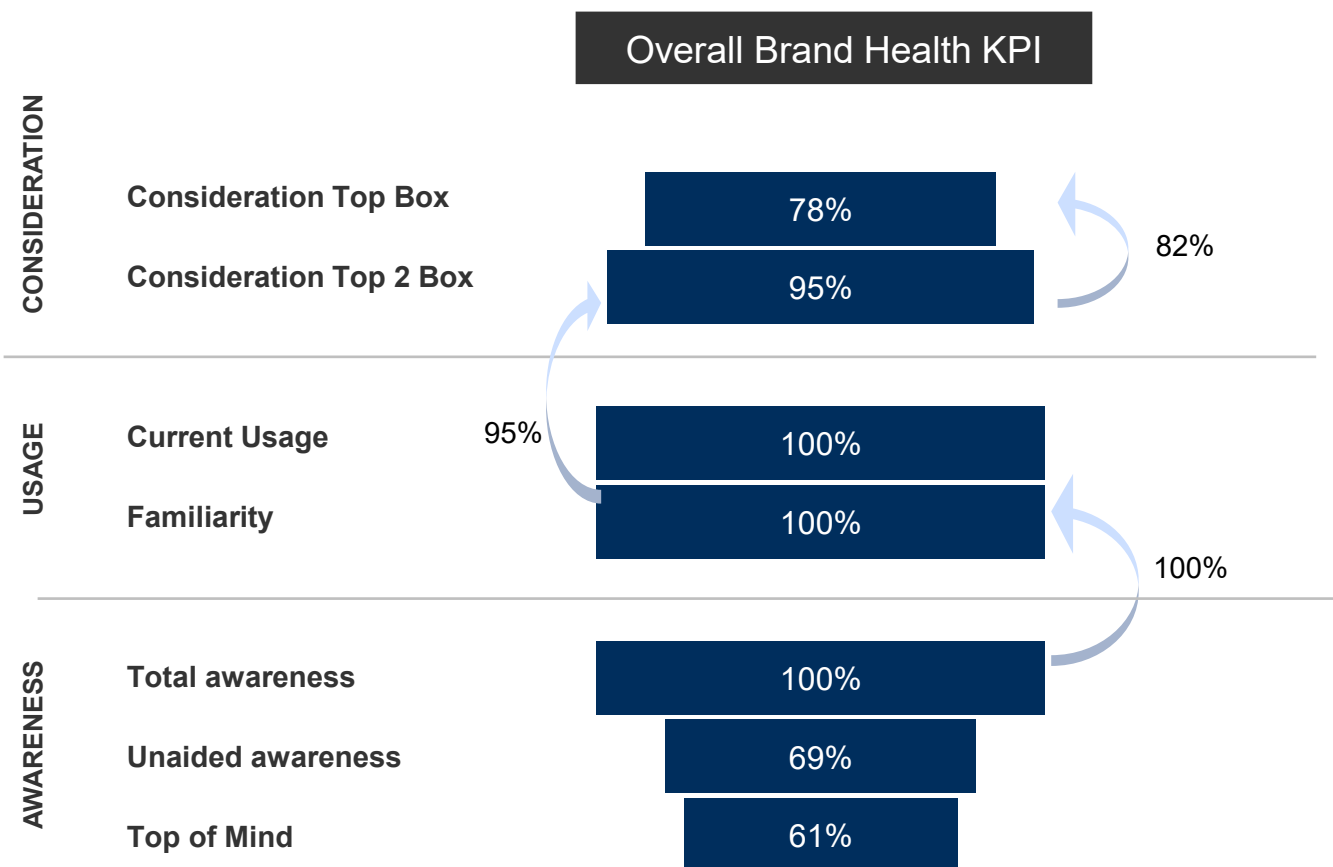 Overall Brand Health KPI
CONSIDERATION
Consideration Top Box
78%
82%
Consideration Top 2 Box
95%
USAGE
Current Usage
95%
100%
Familiarity
100%
100%
AWARENESS
Total awareness
100%
Unaided awareness
69%
Top of Mind
61%